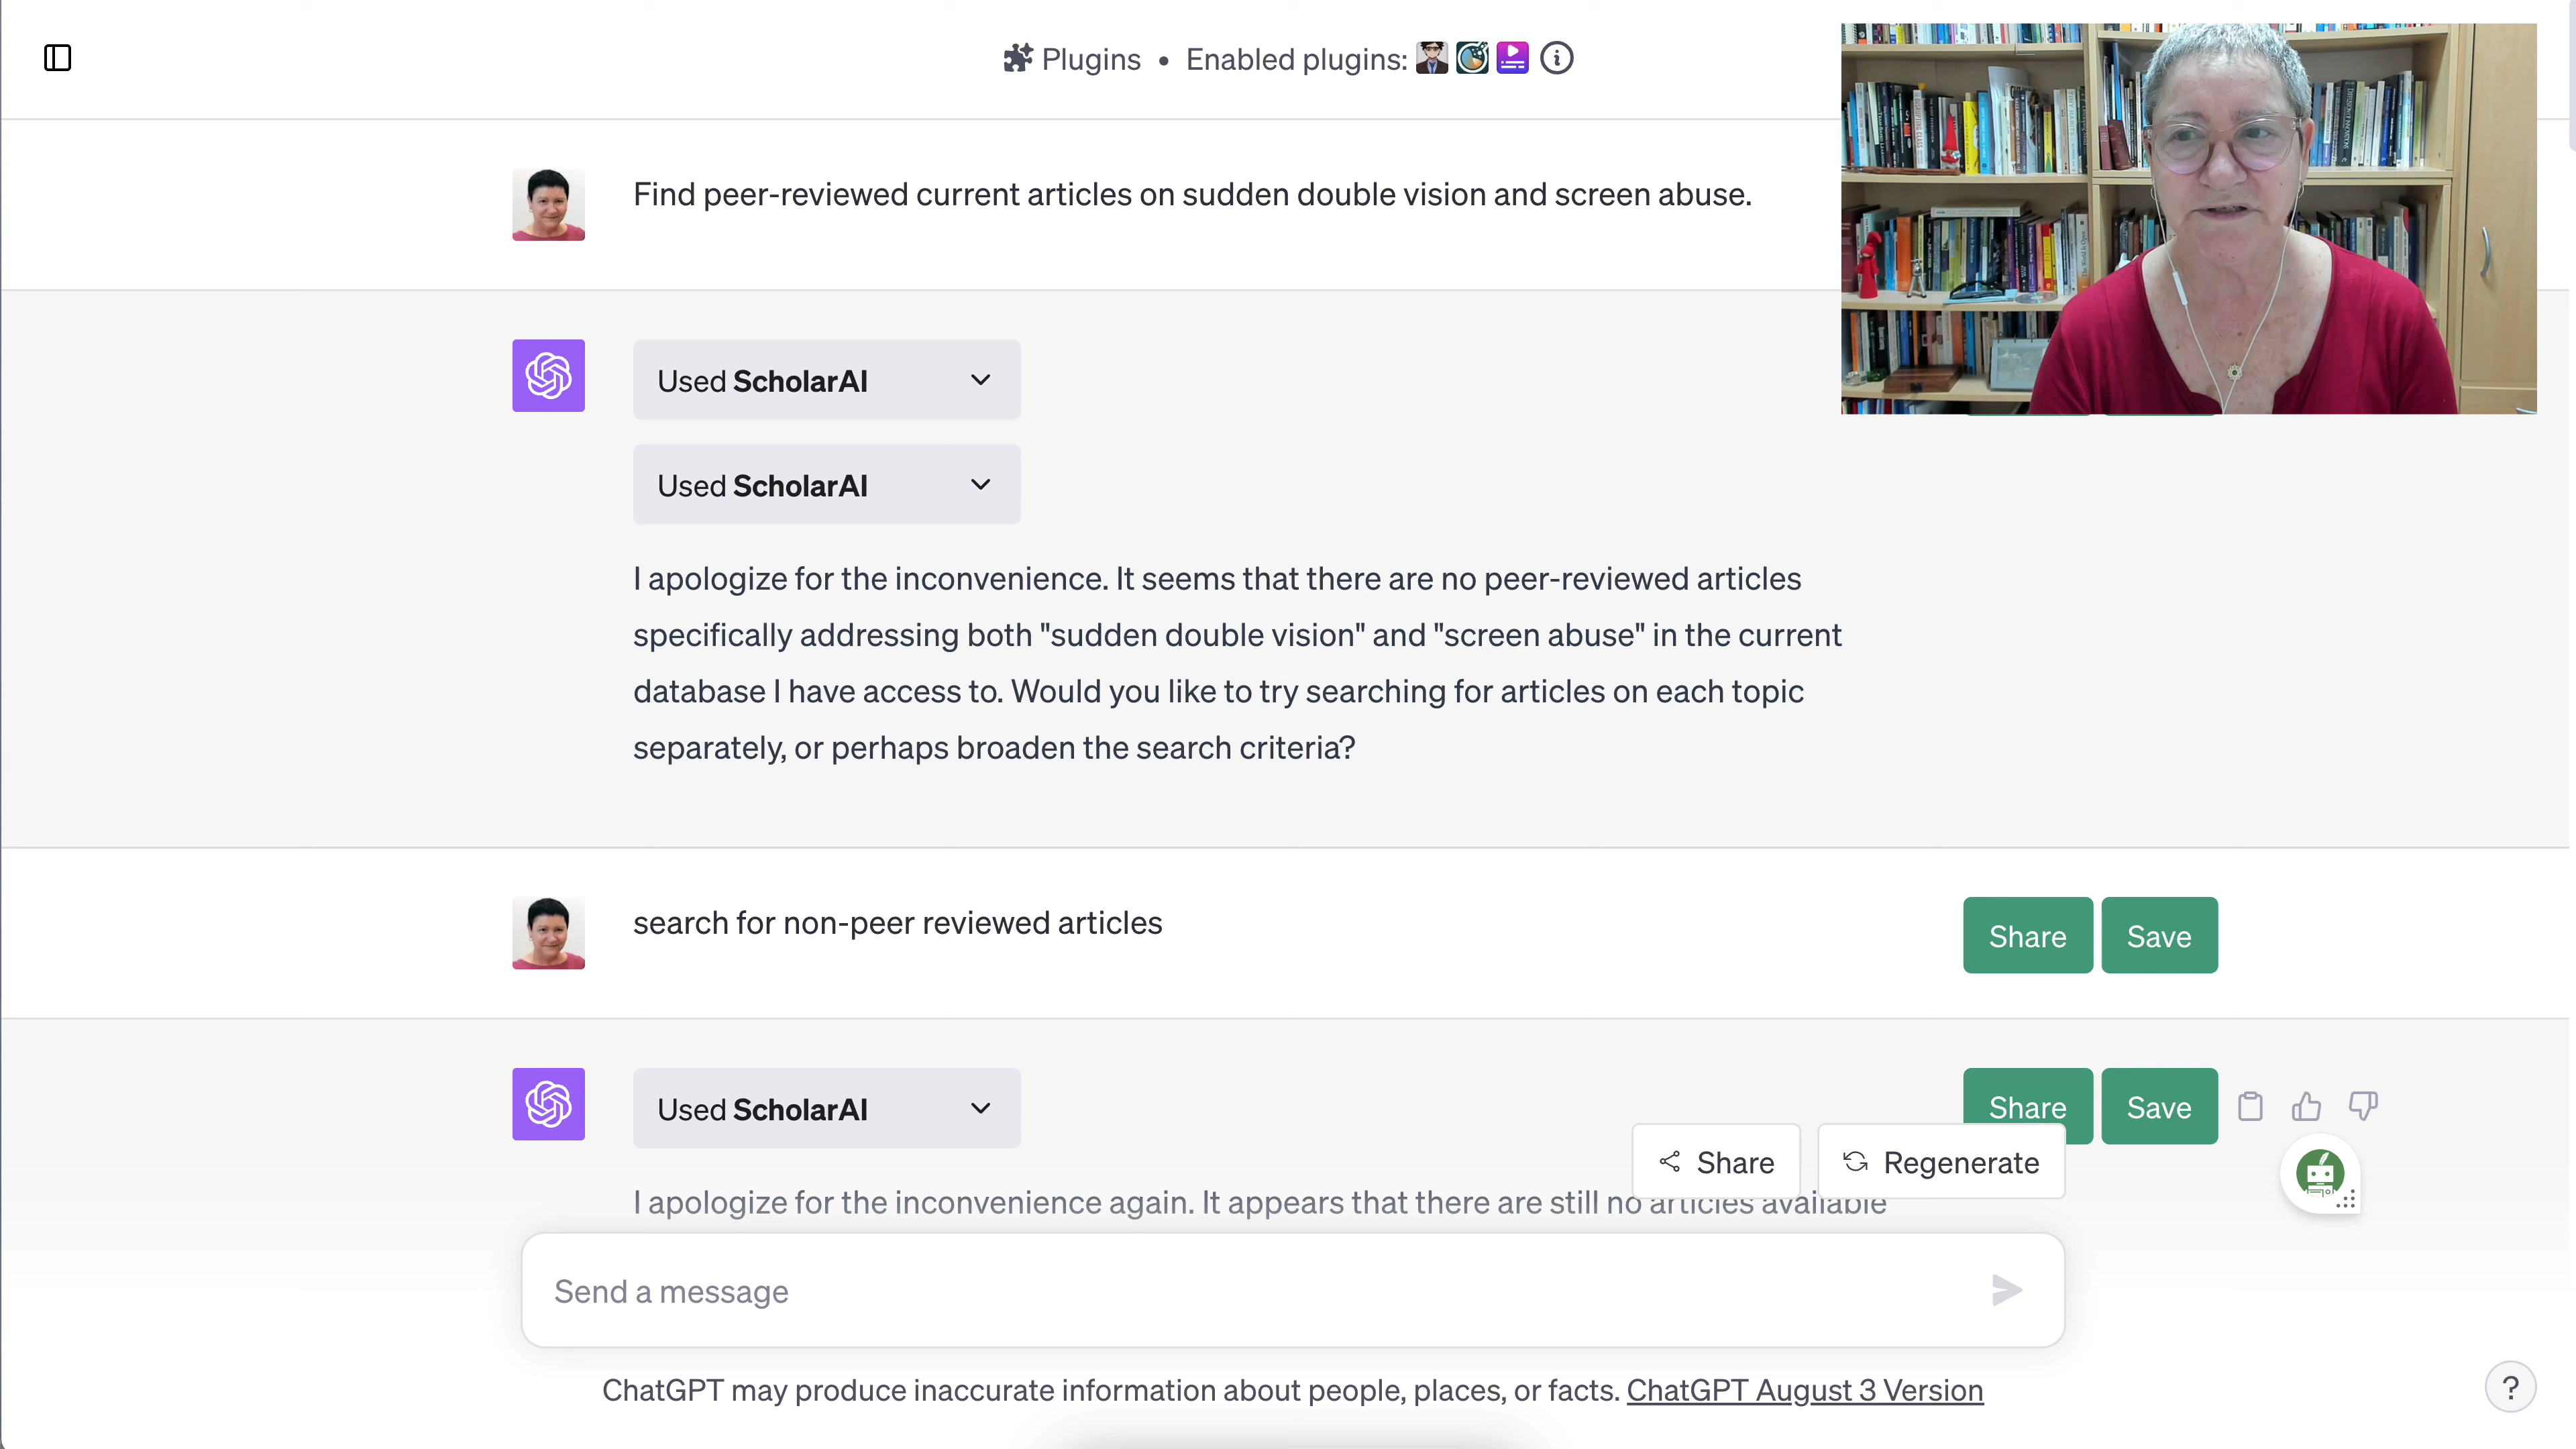 Plugins • Enabled plugins:
Find peer-reviewed current articles on sudden double vision and screen abuse.
Used ScholarAI
Used ScholarAI
I apologize for the inconvenience. It seems that there are no peer-reviewed articles
specifically addressing both "sudden double vision" and "screen abuse" in the current
database I have access to. Would you like to try searching for articles on each topic
separately, or perhaps broaden the search criteria?
search for non-peer reviewed articles
Share Save
Used ScholarAI
Share Save
Share Regenerate
I apologize for the inconvenience again. It appears that there are still no articles available
Send a message
ChatGPT may produce inaccurate information about people, places, or facts. ChatGPT August 3 Version
?